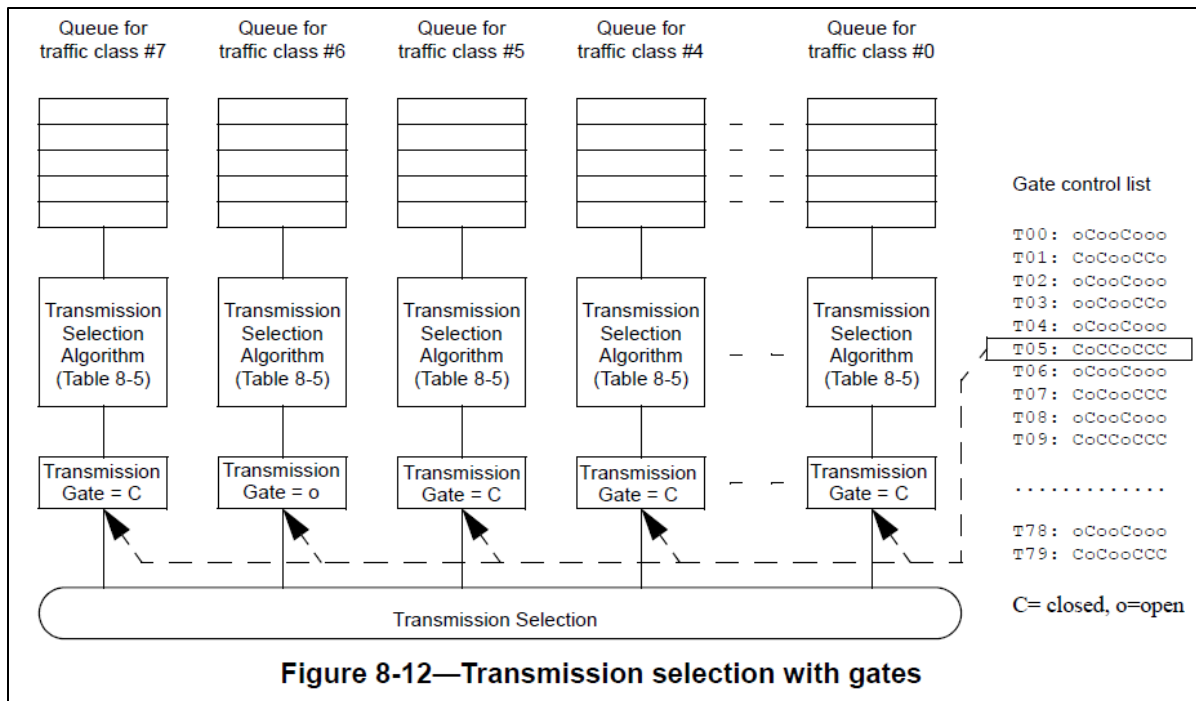 Queue for
traffic class #7
Queue for
traffic class #6
Queue for
traffic class #5
Queue for
traffic class #4
Queue for
traffic class #0
Transmission
Selection
Algorithm
(Table 8-5)
Transmission
Selection
Algorithm
(Table 8-5)
Transmission
Selection
Algorithm
(Table 8-5)
Transmission
Selection
Algorithm
(Table 8-5)
Transmission
Selection
Algorithm
(Table 8-5)
Transmission
Gate = C
Transmission
Gate = o
Transmission
Gate = C
Transmission
Gate = C
Transmission
Gate = C
Transmission Selection
Gate control list
T00: oCooCooo
T01: CoCooCCo
T02: oCooCooo
T03: ooCooCCo
T04: oCooCooo
T05: CoCCoCCC
T06: oCooCooo
T07: CoCooCCC
T08: oCooCooo
T09: CoCCoCCC
.............
T78: oCooCooo
T79: CoCooCCC
C= closed, o=open
Figure 8-12—Transmission selection with gates